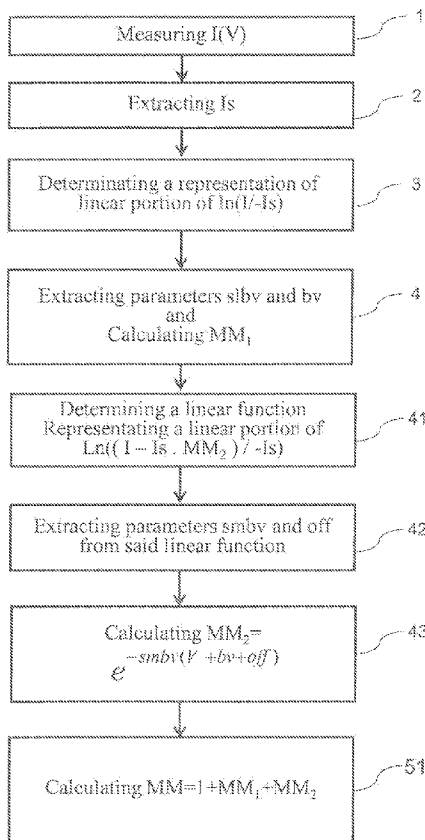 Measuring I(V)
1
Extracting Is
2
Determinating a representation of
linear portion of ln(I/-Is)
3
Extracting parameters slbv and bv
and
Calculating MM₁
4
Determining a linear function
Representating a linear portion of
Ln(( I – Is . MM₂ ) / -Is)
41
Extracting parameters smbv and off
from said linear function
42
Calculating MM₂=
e^{-smbv(V +bv+off)}
43
Calculating MM=1+MM₁+MM₂
51